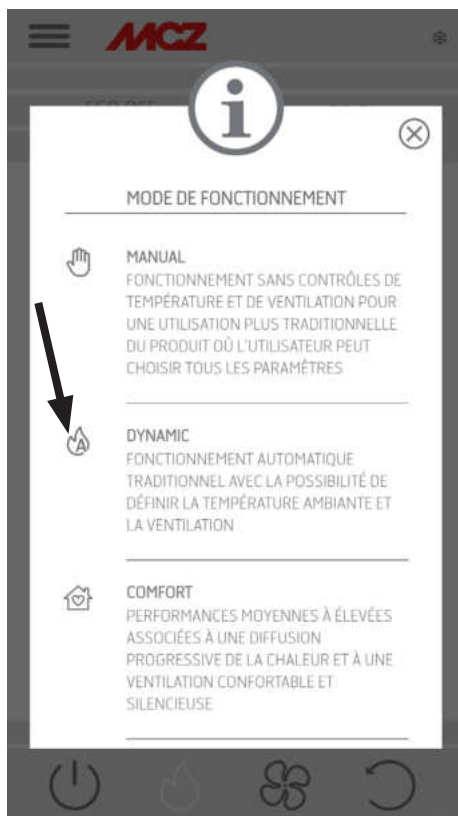 MCZ
i
MODE DE FONCTIONNEMENT
MANUAL
FONCTIONNEMENT SANS CONTRÔLES DE
TEMPÉRATURE ET DE VENTILATION POUR
UNE UTILISATION PLUS TRADITIONNELLE
DU PRODUIT OÙ L'UTILISATEUR PEUT
CHOISIR TOUS LES PARAMÈTRES
A
DYNAMIC
FONCTIONNEMENT AUTOMATIQUE
TRADITIONNEL AVEC LA POSSIBILITÉ DE
DÉFINIR LA TEMPÉRATURE AMBIANTE ET
LA VENTILATION
COMFORT
PERFORMANCES MOYENNES À ÉLEVÉES
ASSOCIÉES À UNE DIFFUSION
PROGRESSIVE DE LA CHALEUR ET À UNE
VENTILATION CONFORTABLE ET
SILENCIEUSE